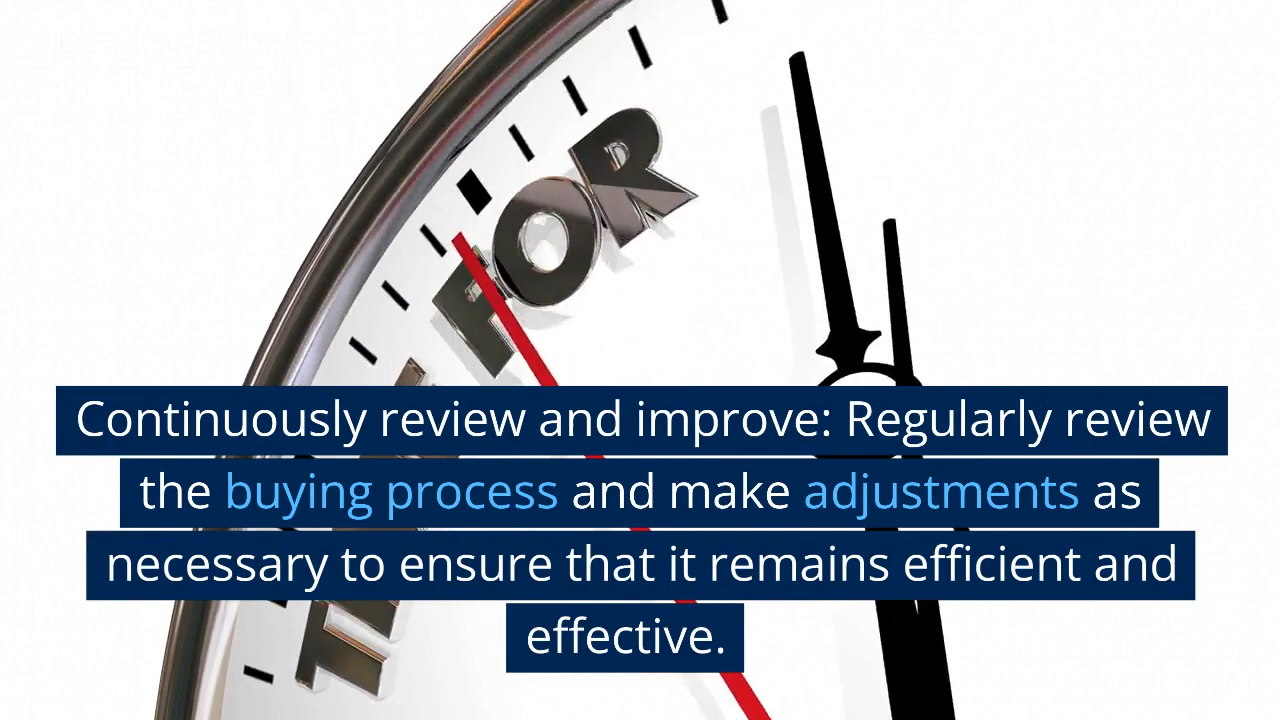 TIME FOR
Continuously review and improve: Regularly review
the buying process and make adjustments as
necessary to ensure that it remains efficient and
effective.